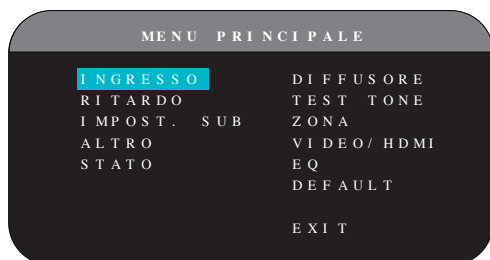 MENU PRINCIPALE
INGRESSO
RITARDO
IMPOST. SUB
ALTRO
STATO
DIFFUSORE
TEST TONE
ZONA
VIDEO/HDMI
EQ
DEFAULT
EXIT